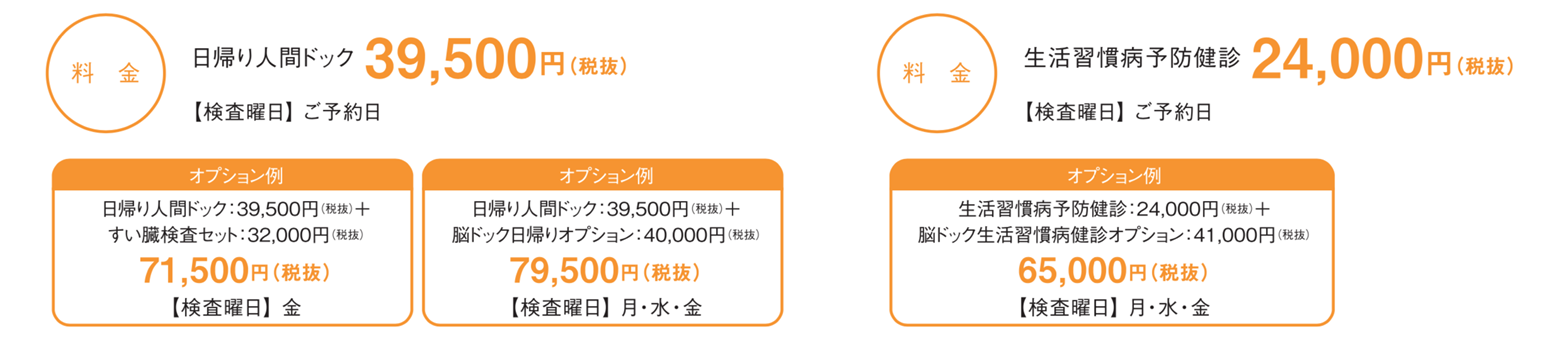 料 金
日帰り人間ドック 39,500円(税抜)
【検査曜日】ご予約日
オプション例
日帰り人間ドック:39,500円(税抜)+
すい臓検査セット:32,000円(税抜)
71,500円(税抜)
【検査曜日】金
オプション例
日帰り人間ドック:39,500円(税抜)+
脳ドック日帰りオプション:40,000円(税抜)
79,500円(税抜)
【検査曜日】月・水・金
料 金
生活習慣病予防健診 24,000円(税抜)
【検査曜日】ご予約日
オプション例
生活習慣病予防健診:24,000円(税抜)+
脳ドック生活習慣病健診オプション:41,000円(税抜)
65,000円(税抜)
【検査曜日】月・水・金